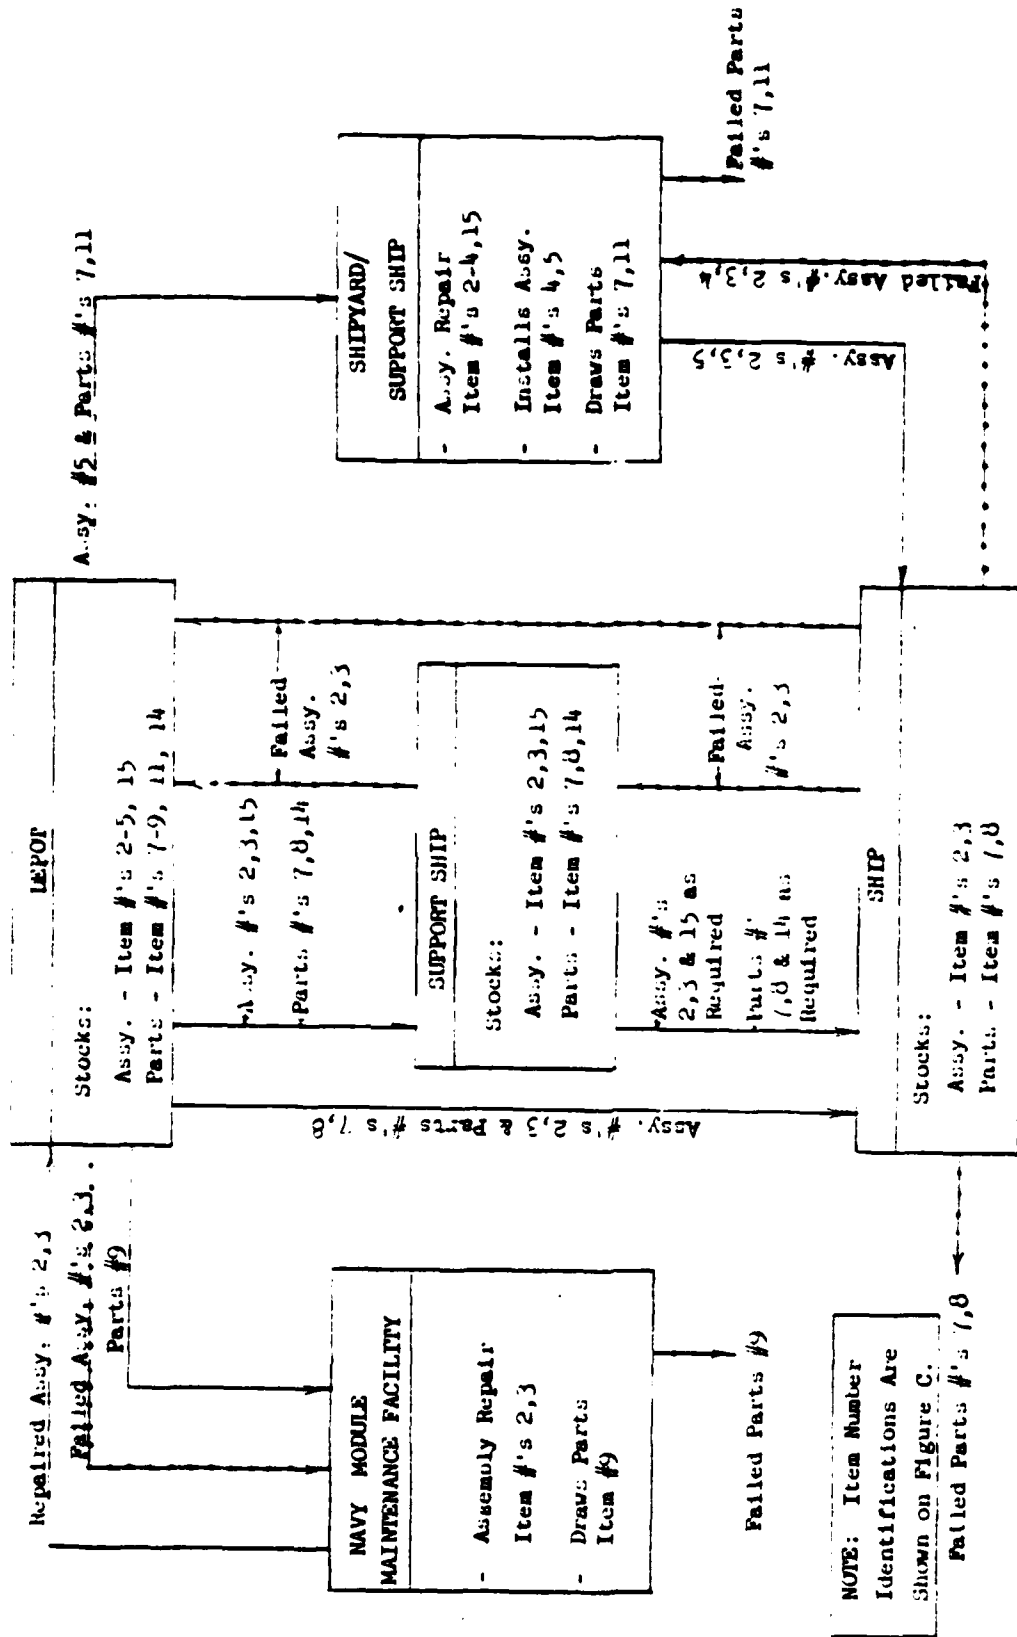 Repaired Assy. #'s 2,3
Failed Assy. #'s 2,3.
Parts #9
DEPOT
Stocks:
Assy. - Item #'s 2-5, 15
Parts - Item #'s 7-9, 11, 14
Assy. #5 & Parts #'s 7,11
Assy. #'s 2,3,15
Parts #'s 7,8,14
Failed
Assy.
#'s 2,3
Assy. #'s 2,3 & Parts #'s 7,8
NAVY MODULE
MAINTENANCE FACILITY
- Assembly Repair
Item #'s 2,3
- Draws Parts
Item #9
Failed Parts #9
SUPPORT SHIP
Stocks:
Assy. - Item #'s 2,3,15
Parts - Item #'s 7,8,14
SHIPYARD/
SUPPORT SHIP
- Assy. Repair
Item #'s 2-4,15
- Installs Assy.
Item #'s 4,5
- Draws Parts
Item #'s 7,11
Failed Parts
#'s 7,11
Assy. #'s
2,3 & 15 as
Required
Parts #'
7,8 & 14 as
Required
Failed
Assy.
#'s 2,3
Assy. #'s 2,3,5
Failed Assy. #'s 2,3,4
SHIP
Stocks:
Assy. - Item #'s 2,3
Parts - Item #'s 7,8
NOTE: Item Number
Identifications Are
Shown on Figure C.
Failed Parts #'s 7,8